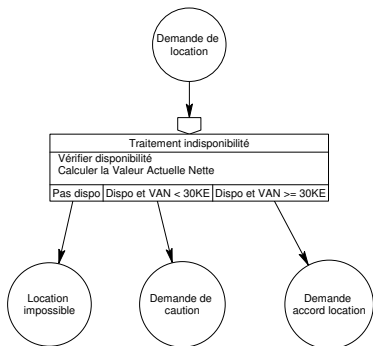 Demande de
location
Traitement indisponibilité
Vérifier disponibilité
Calculer la Valeur Actuelle Nette
Pas dispo
Dispo et VAN < 30KE
Dispo et VAN >= 30KE
Location
impossible
Demande de
caution
Demande
accord location